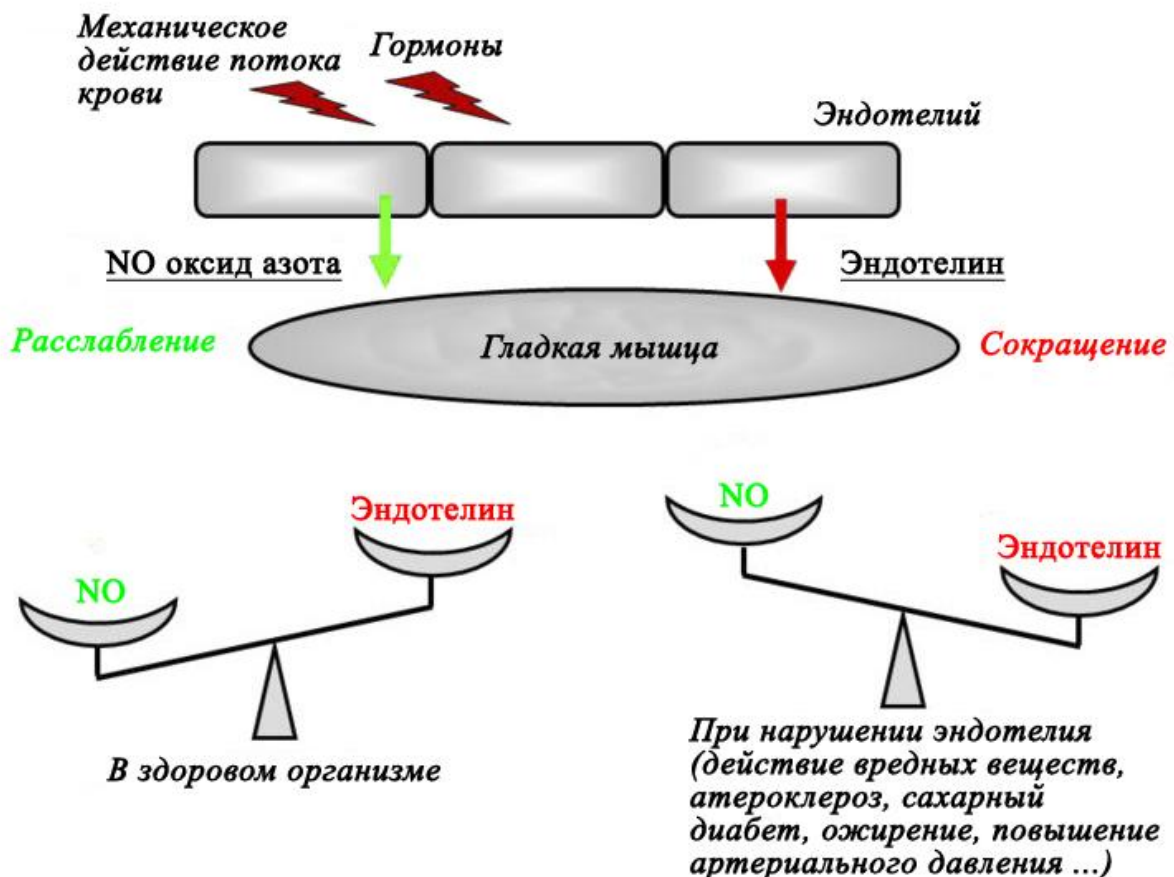 Механическое
действие потока
крови
Гормоны
Эндотелий
NO оксид азота
Эндотелин
Расслабление
Гладкая мышца
Сокращение
NO
Эндотелин
NO
Эндотелин
В здоровом организме
При нарушении эндотелия
(действие вредных веществ,
атероклероз, сахарный
диабет, ожирение, повышение
артериального давления ...)